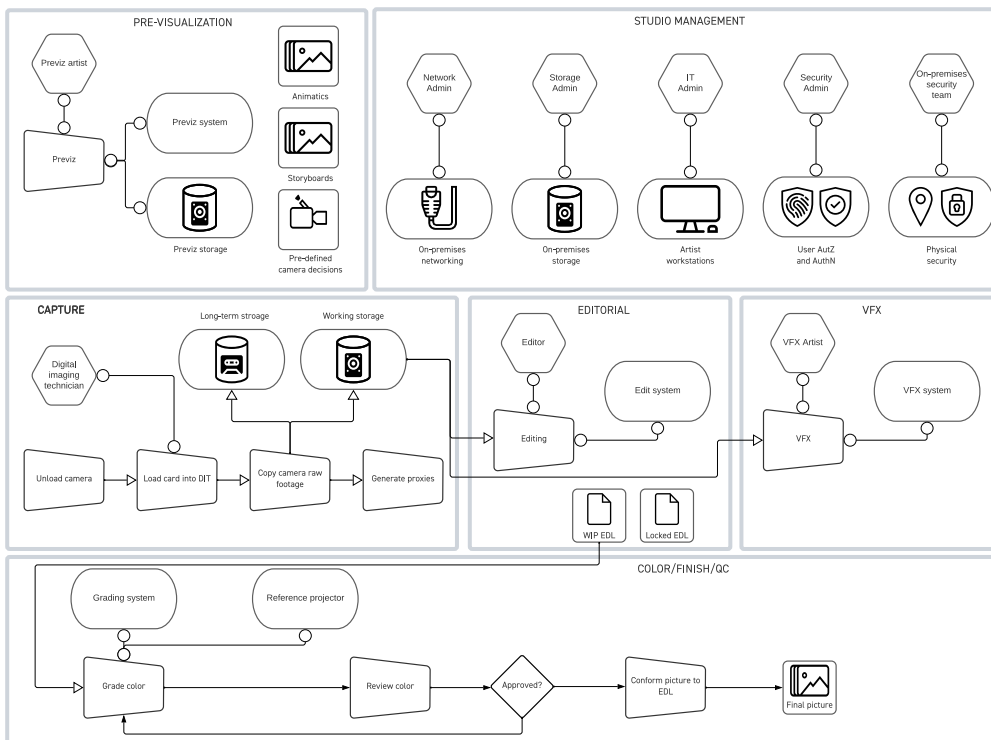 PRE-VISUALIZATION
Previz artist
Previz
Previz system
Previz storage
Animatics
Storyboards
Pre-defined
camera decisions
STUDIO MANAGEMENT
Network
Admin
Storage
Admin
IT
Admin
Security
Admin
On-premises
security
team
On-premises
networking
On-premises
storage
Artist
workstations
User AutZ
and AuthN
Physical
security
CAPTURE
Long-term stroage
Working storage
Digital
imaging
technician
Unload camera
Load card into DIT
Copy camera raw
footage
Generate proxies
EDITORIAL
Editor
Edit system
Editing
WIP EDL
Locked EDL
VFX
VFX Artist
VFX system
VFX
COLOR/FINISH/QC
Grading system
Reference projector
Grade color
Review color
Approved?
Conform picture to
EDL
Final picture